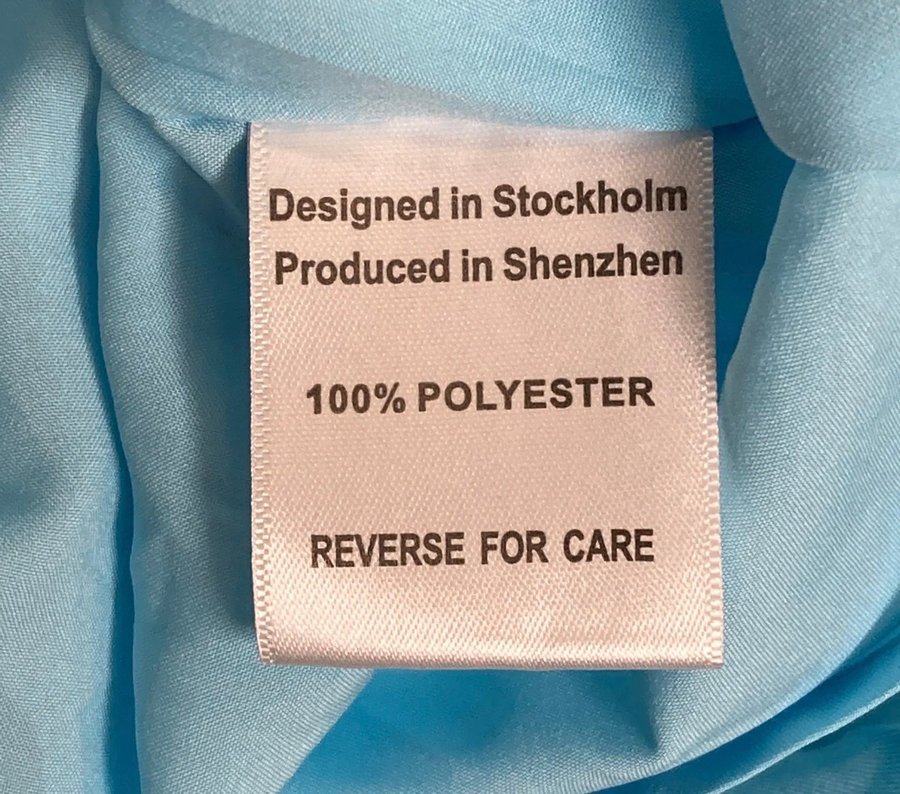 Designed in Stockholm
Produced in Shenzhen
100% POLYESTER
REVERSE FOR CARE